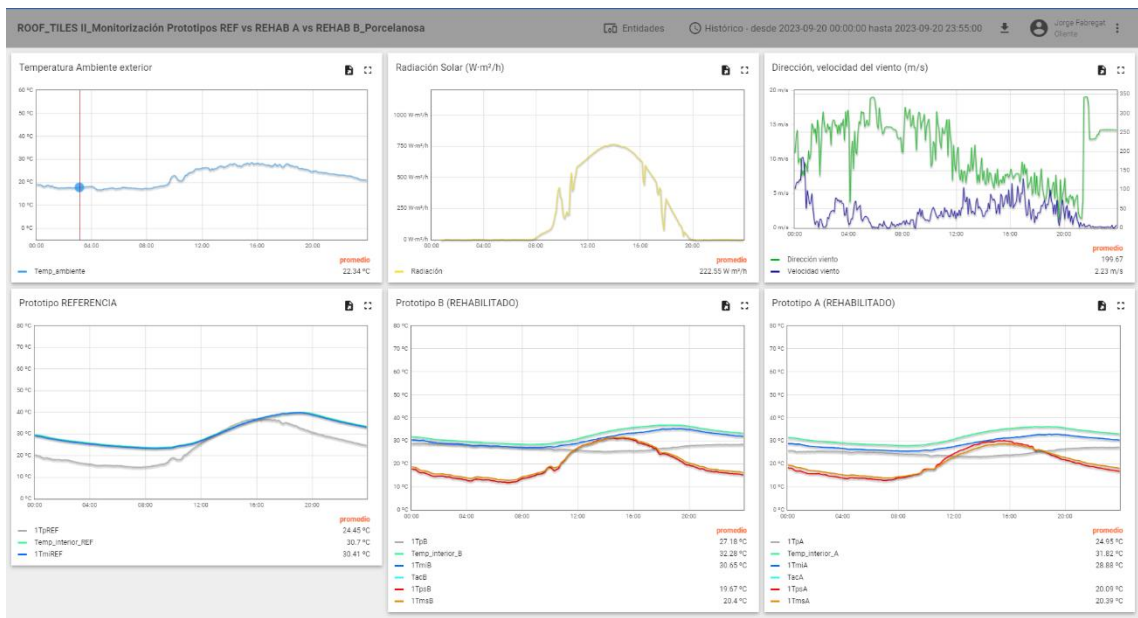 ROOF_TILES II_Monitorización Prototipos REF vs REHAB A vs REHAB B_Porcelanosa
Entidades
Histórico - desde 2023-09-20 00:00:00 hasta 2023-09-20 23:55:00
Jorge Fabregat
Cliente
Temperatura Ambiente exterior
60 ºC
50 ºC
40 ºC
30 ºC
20 ºC
10 ºC
0 ºC
00:00 04:00 08:00 12:00 16:00 20:00
promedio
Temp_ambiente 22.34 ºC
Radiación Solar (W·m²/h)
1000 W·m²/h
750 W·m²/h
500 W·m²/h
250 W·m²/h
0 W·m²/h
00:00 04:00 08:00 12:00 16:00 20:00
promedio
Radiación 222.55 W m²/h
Dirección, velocidad del viento (m/s)
20 m/s
15 m/s
10 m/s
5 m/s
0 m/s
350
300
250
200
150
100
50
0
00:00 04:00 08:00 12:00 16:00 20:00
promedio
Dirección viento 199.67
Velocidad viento 2.23 m/s
Prototipo REFERENCIA
80 ºC
70 ºC
60 ºC
50 ºC
40 ºC
30 ºC
20 ºC
10 ºC
0 ºC
00:00 04:00 08:00 12:00 16:00 20:00
promedio
1TpREF 24.45 ºC
Temp_interior_REF 30.7 ºC
1TmiREF 30.41 ºC
Prototipo B (REHABILITADO)
80 ºC
70 ºC
60 ºC
50 ºC
40 ºC
30 ºC
20 ºC
10 ºC
0 ºC
00:00 04:00 08:00 12:00 16:00 20:00
promedio
1TpB 27.18 ºC
Temp_interior_B 32.28 ºC
1TmiB 30.65 ºC
TacB
1TpsB 19.67 ºC
1TmsB 20.4 ºC
Prototipo A (REHABILITADO)
80 ºC
70 ºC
60 ºC
50 ºC
40 ºC
30 ºC
20 ºC
10 ºC
0 ºC
00:00 04:00 08:00 12:00 16:00 20:00
promedio
1TpA 24.95 ºC
Temp_interior_A 31.82 ºC
1TmiA 28.88 ºC
TacA
1TpsA 20.09 ºC
1TmsA 20.39 ºC